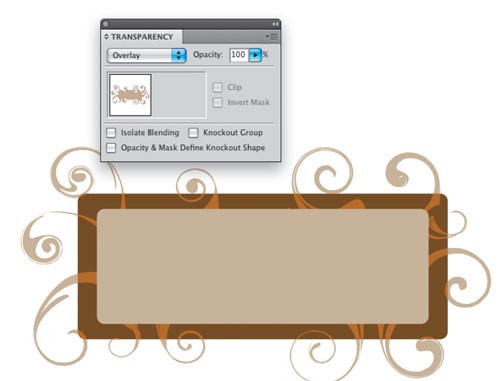 TRANSPARENCY
Overlay Opacity: 100 %
Clip
Invert Mask
Isolate Blending Knockout Group
Opacity & Mask Define Knockout Shape